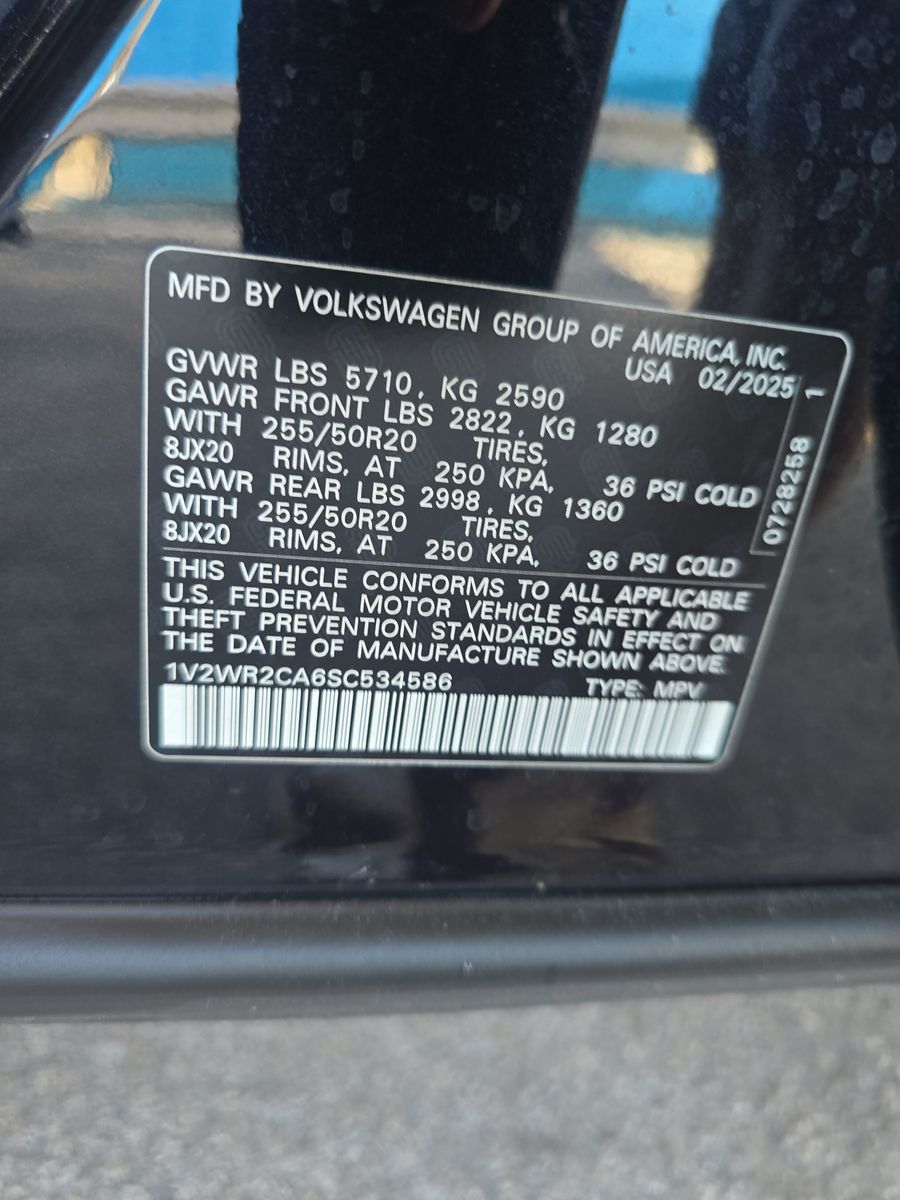 MFD BY VOLKSWAGEN GROUP OF AMERICA, INC.
USA 02/2025
GVWR LBS 5710, KG 2590
GAWR FRONT LBS 2822, KG 1280
WITH 255/50R20 TIRES,
8JX20 RIMS, AT 250 KPA, 36 PSI COLD
GAWR REAR LBS 2998, KG 1360
WITH 255/50R20 TIRES,
8JX20 RIMS, AT 250 KPA, 36 PSI COLD
THIS VEHICLE CONFORMS TO ALL APPLICABLE
U.S. FEDERAL MOTOR VEHICLE SAFETY AND
THEFT PREVENTION STANDARDS IN EFFECT ON
THE DATE OF MANUFACTURE SHOWN ABOVE.
1V2WR2CA6SC534586 TYPE: MPV
0728258 1